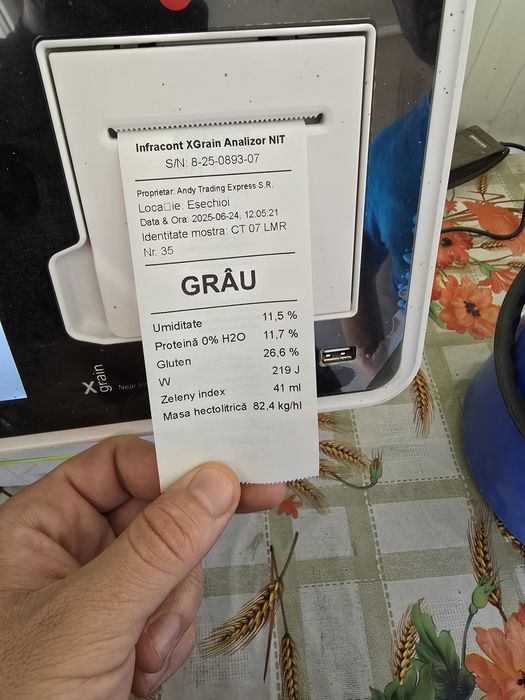 Infracont XGrain Analizor NIT
S/N: 8-25-0893-07
Proprietar: Andy Trading Express S.R.
Loca□ie: Esechioi
Data & Ora: 2025-06-24, 12:05:21
Identitate mostra: CT 07 LMR
Nr. 35
GRÂU
Umiditate 11,5 %
Proteină 0% H2O 11,7 %
Gluten 26,6 %
W 219 J
Zeleny index 41 ml
Masa hectolitrică 82,4 kg/hl
Xgrain
Near In